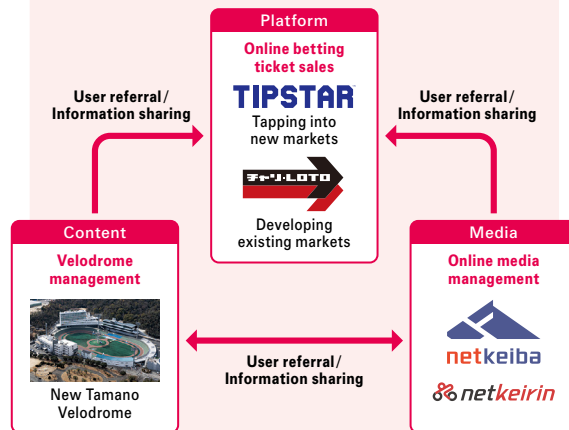 Platform
Online betting
ticket sales
TIPSTAR
Tapping into
new markets
チャリ・LOTO
Developing
existing markets
User referral/
Information sharing
User referral/
Information sharing
Content
Velodrome
management
New Tamano
Velodrome
User referral/
Information sharing
Media
Online media
management
netkeiba
netkeirin